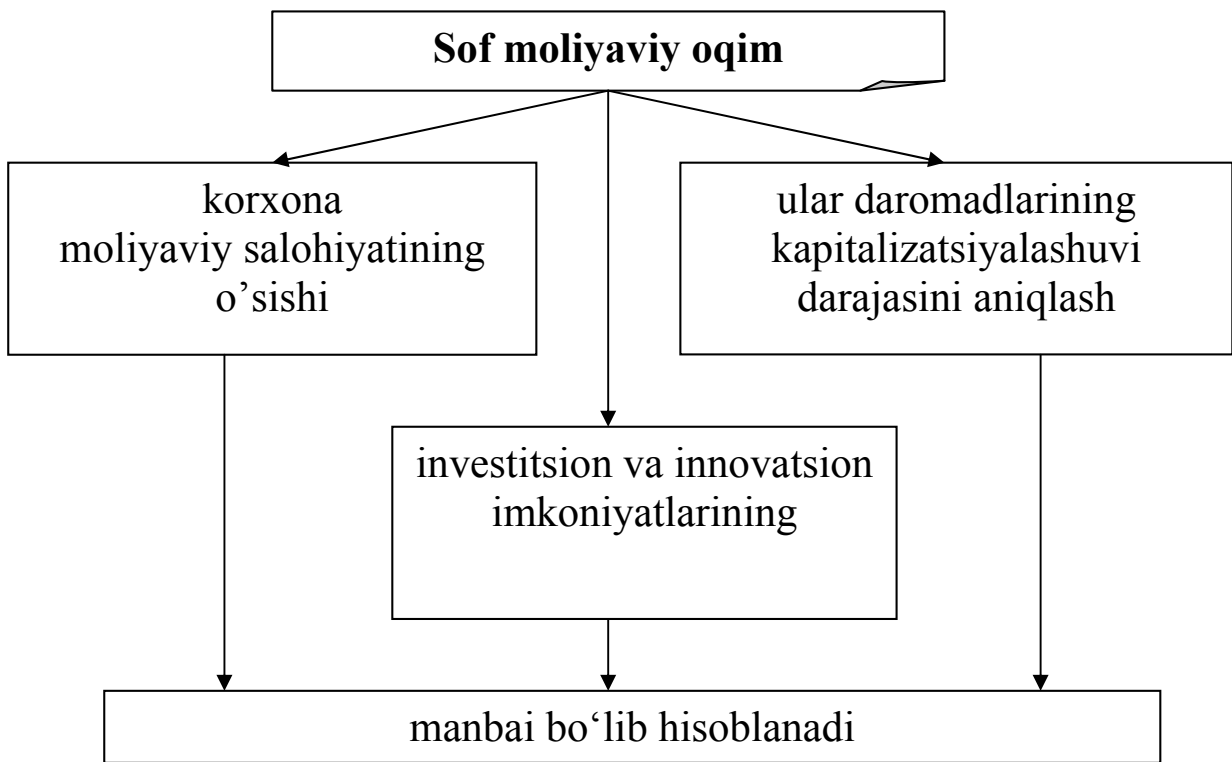 Sof moliyaviy oqim
korxona
moliyaviy salohiyatining
o’sishi
ular daromadlarining
kapitalizatsiyalashuvi
darajasini aniqlash
investitsion va innovatsion
imkoniyatlarining
manbai bo‘lib hisoblanadi